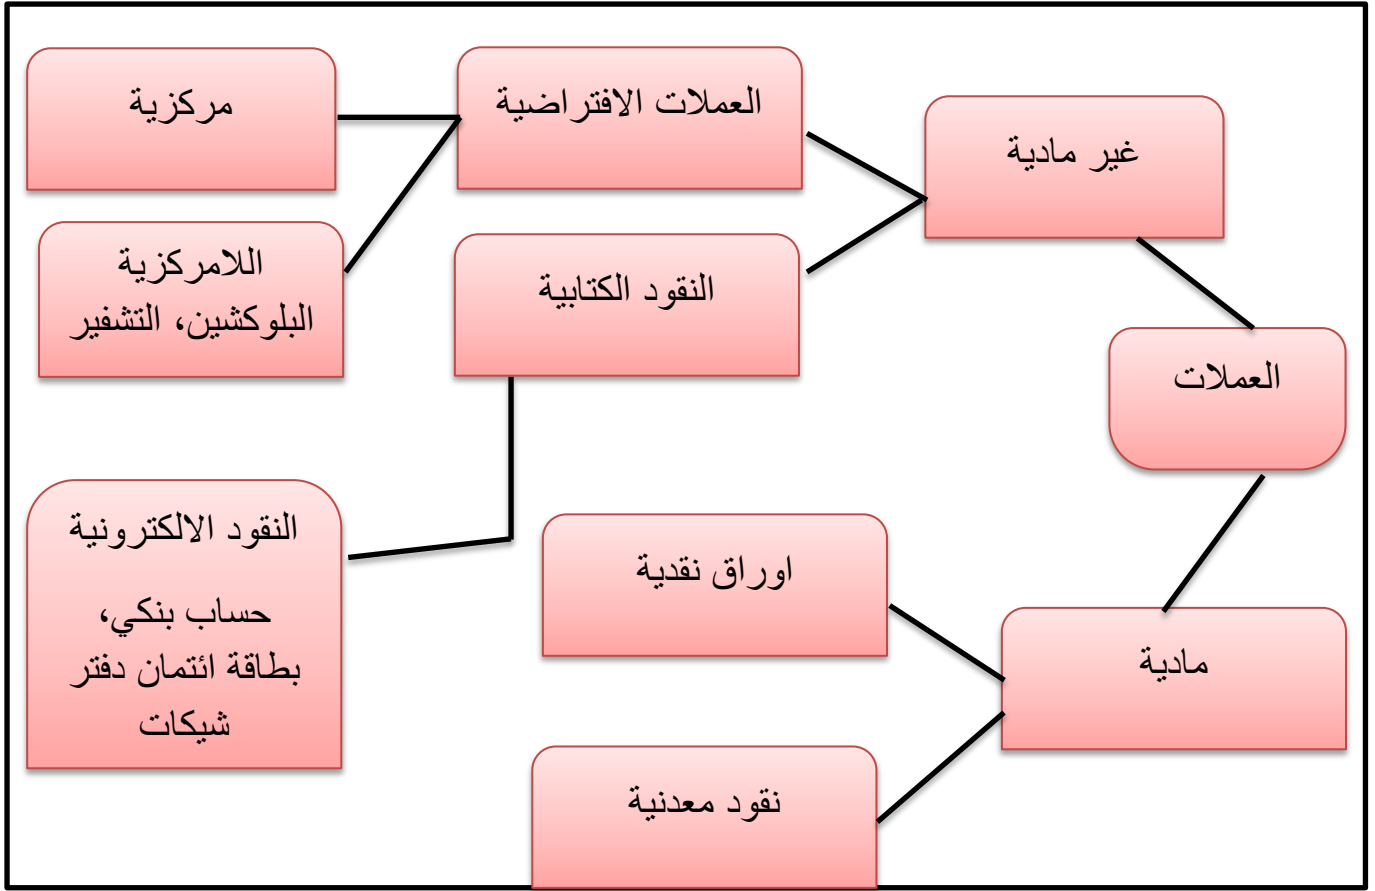 العملات
غير مادية
العملات الافتراضية
مركزية
اللامركزية
البلوكشين، التشفير
النقود الكتابية
النقود الالكترونية
حساب بنكي،
بطاقة ائتمان دفتر
شيكات
مادية
اوراق نقدية
نقود معدنية